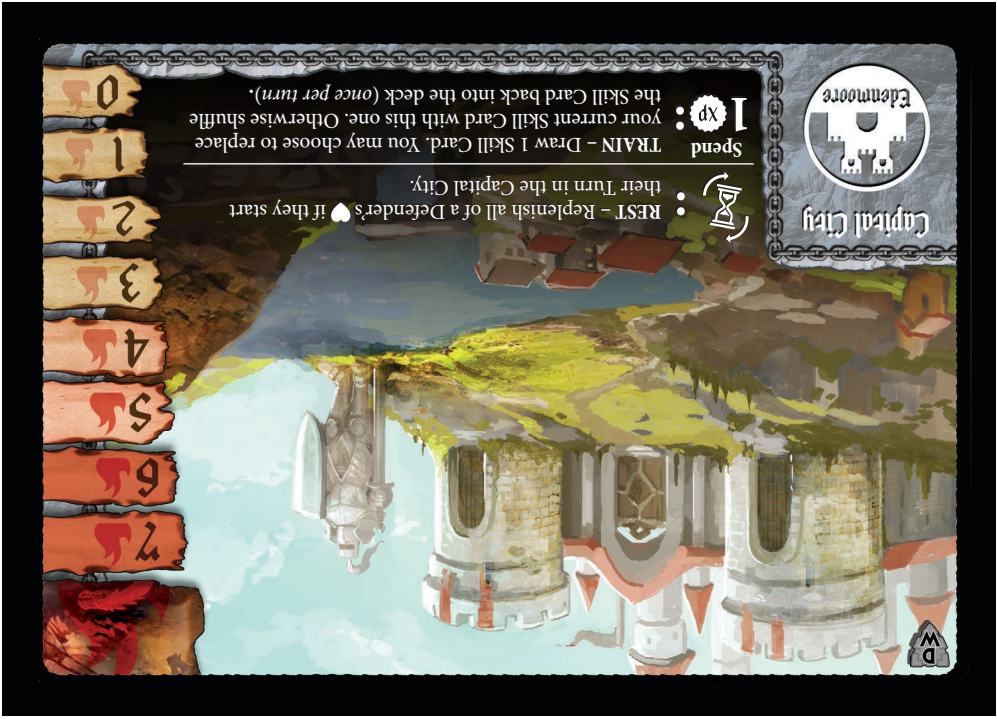 Capital City
Edenmoore
: REST – Replenish all of a Defender's ♥ if they start
their Turn in the Capital City.
Spend
1 xp : TRAIN – Draw 1 Skill Card. You may choose to replace
your current Skill Card with this one. Otherwise shuffle
the Skill Card back into the deck (once per turn).
7
6
5
4
3
2
1
0
D
W